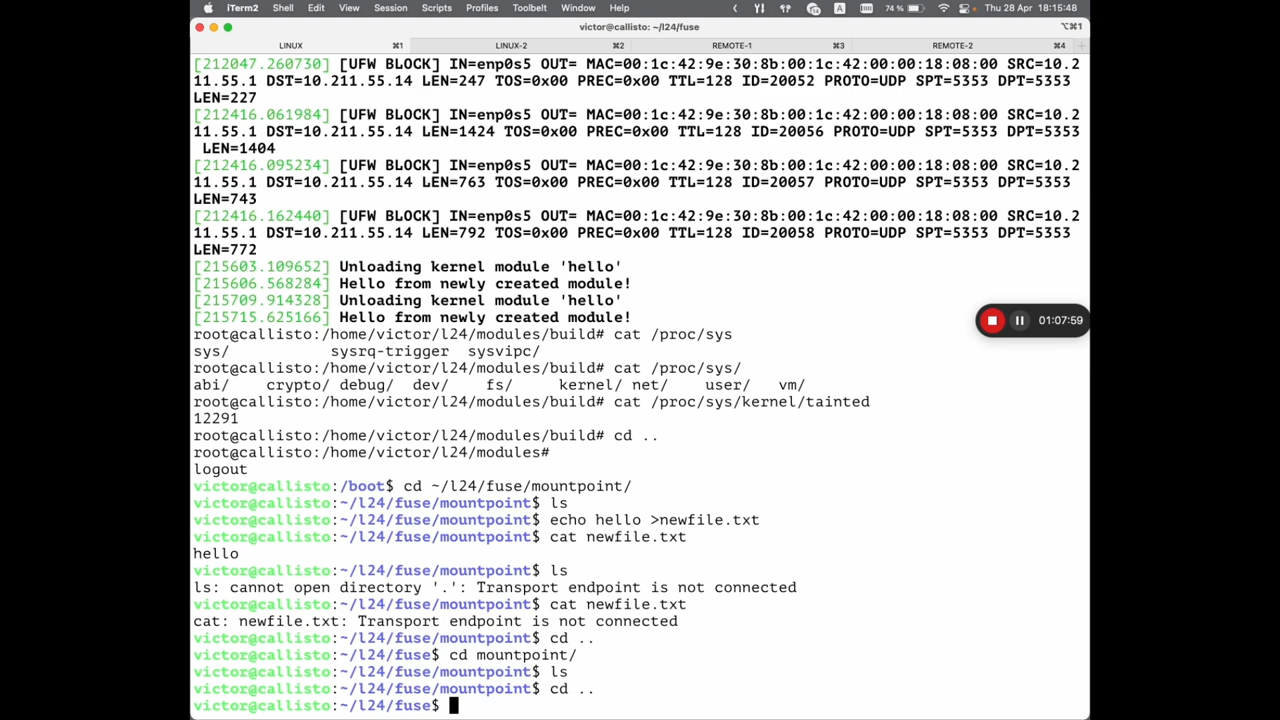 iTerm2 Shell Edit View Session Scripts Profiles Toolbelt Window Help 74 % Thu 28 Apr 18:15:48
victor@callisto: ~/l24/fuse ⌥⌘1
LINUX ⌘1 LINUX-2 ⌘2 REMOTE-1 ⌘3 REMOTE-2 ⌘4
[212047.260730] [UFW BLOCK] IN=enp0s5 OUT= MAC=00:1c:42:9e:30:8b:00:1c:42:00:00:18:08:00 SRC=10.2
11.55.1 DST=10.211.55.14 LEN=247 TOS=0x00 PREC=0x00 TTL=128 ID=20052 PROTO=UDP SPT=5353 DPT=5353
LEN=227
[212416.061984] [UFW BLOCK] IN=enp0s5 OUT= MAC=00:1c:42:9e:30:8b:00:1c:42:00:00:18:08:00 SRC=10.2
11.55.1 DST=10.211.55.14 LEN=1424 TOS=0x00 PREC=0x00 TTL=128 ID=20056 PROTO=UDP SPT=5353 DPT=5353
LEN=1404
[212416.095234] [UFW BLOCK] IN=enp0s5 OUT= MAC=00:1c:42:9e:30:8b:00:1c:42:00:00:18:08:00 SRC=10.2
11.55.1 DST=10.211.55.14 LEN=763 TOS=0x00 PREC=0x00 TTL=128 ID=20057 PROTO=UDP SPT=5353 DPT=5353
LEN=743
[212416.162440] [UFW BLOCK] IN=enp0s5 OUT= MAC=00:1c:42:9e:30:8b:00:1c:42:00:00:18:08:00 SRC=10.2
11.55.1 DST=10.211.55.14 LEN=792 TOS=0x00 PREC=0x00 TTL=128 ID=20058 PROTO=UDP SPT=5353 DPT=5353
LEN=772
[215603.109652] Unloading kernel module 'hello'
[215606.568284] Hello from newly created module!
[215709.914328] Unloading kernel module 'hello'
[215715.625166] Hello from newly created module!
01:07:59
root@callisto:/home/victor/l24/modules/build# cat /proc/sys
sys/ sysrq-trigger sysvipc/
root@callisto:/home/victor/l24/modules/build# cat /proc/sys/
abi/ crypto/ debug/ dev/ fs/ kernel/ net/ user/ vm/
root@callisto:/home/victor/l24/modules/build# cat /proc/sys/kernel/tainted
12291
root@callisto:/home/victor/l24/modules/build# cd ..
root@callisto:/home/victor/l24/modules#
logout
victor@callisto:/boot$ cd ~/l24/fuse/mountpoint/
victor@callisto:~/l24/fuse/mountpoint$ ls
victor@callisto:~/l24/fuse/mountpoint$ echo hello >newfile.txt
victor@callisto:~/l24/fuse/mountpoint$ cat newfile.txt
hello
victor@callisto:~/l24/fuse/mountpoint$ ls
ls: cannot open directory '.': Transport endpoint is not connected
victor@callisto:~/l24/fuse/mountpoint$ cat newfile.txt
cat: newfile.txt: Transport endpoint is not connected
victor@callisto:~/l24/fuse/mountpoint$ cd ..
victor@callisto:~/l24/fuse$ cd mountpoint/
victor@callisto:~/l24/fuse/mountpoint$ ls
victor@callisto:~/l24/fuse/mountpoint$ cd ..
victor@callisto:~/l24/fuse$